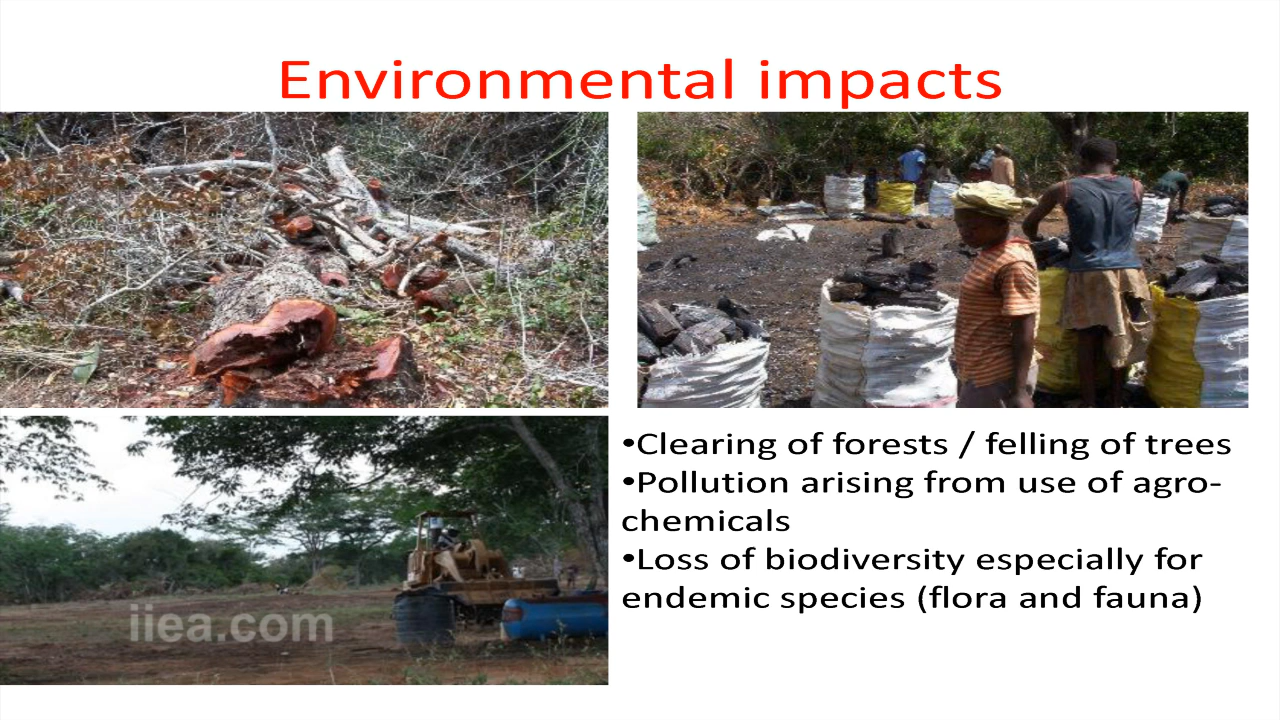 Environmental impacts
•Clearing of forests / felling of trees
•Pollution arising from use of agro-
chemicals
•Loss of biodiversity especially for
endemic species (flora and fauna)
iiea.com